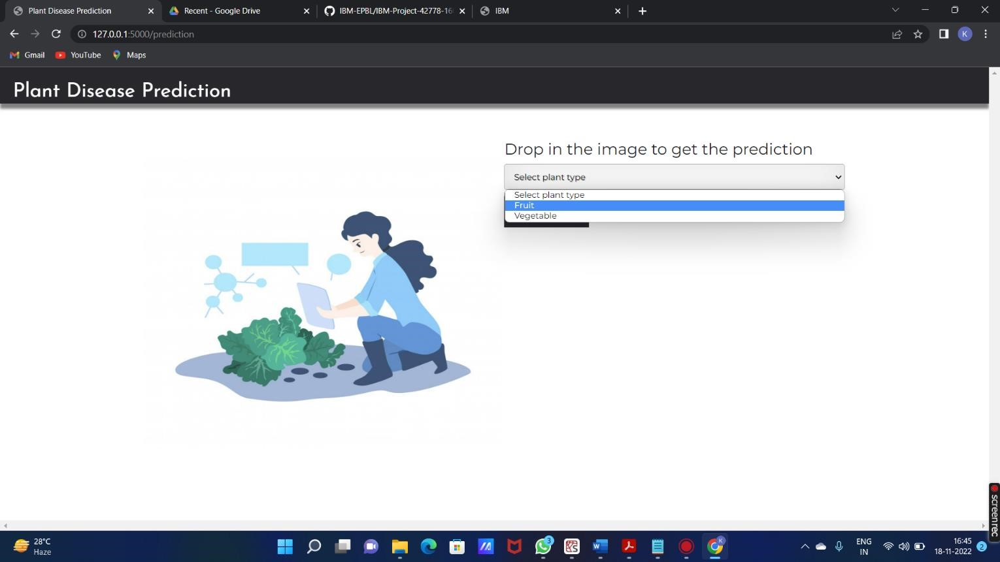 Plant Disease Prediction
Recent - Google Drive
IBM-EPBL/IBM-Project-42778-16
IBM
127.0.0.1:5000/prediction
K
Gmail
YouTube
Maps
Plant Disease Prediction
Drop in the image to get the prediction
Select plant type
Select plant type
Fruit
Vegetable
screenrec
28°C
Haze
3
K
ENG
IN
16:45
18-11-2022
2